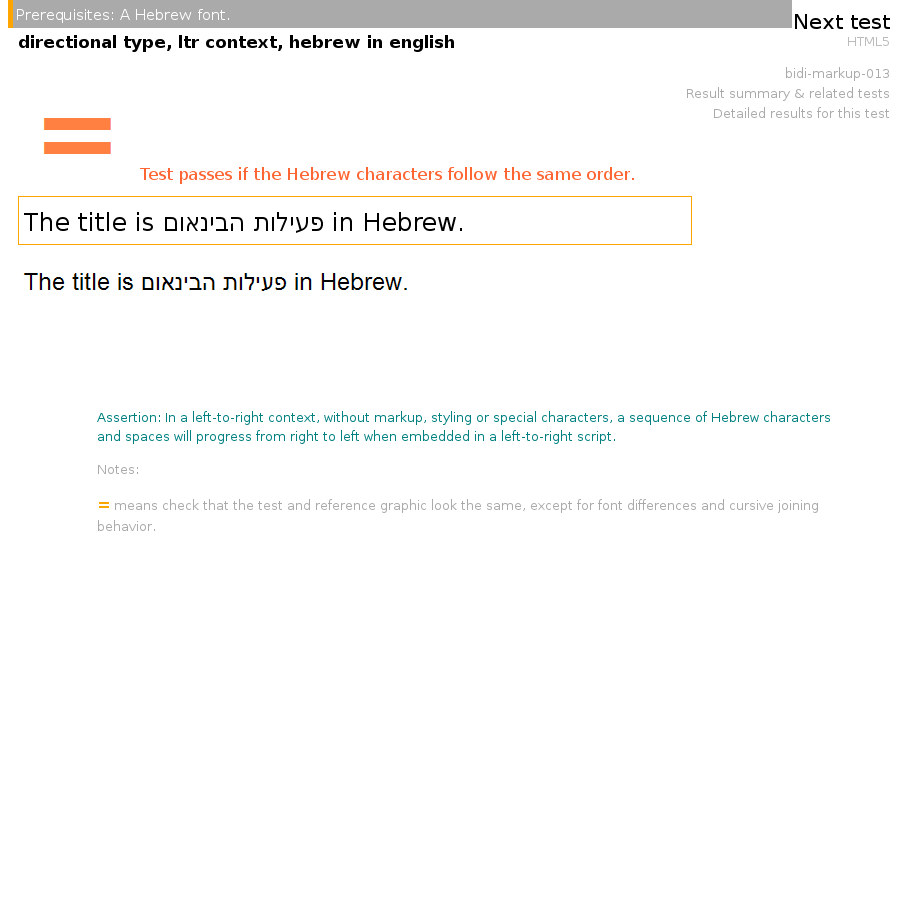 Prerequisites: A Hebrew font.
Next test
directional type, ltr context, hebrew in english
HTML5
bidi-markup-013
Result summary & related tests
Detailed results for this test
Test passes if the Hebrew characters follow the same order.
The title is פעילות הבינאום in Hebrew.
The title is פעילות הבינאום in Hebrew.
Assertion: In a left-to-right context, without markup, styling or special characters, a sequence of Hebrew characters
and spaces will progress from right to left when embedded in a left-to-right script.
Notes:
= means check that the test and reference graphic look the same, except for font differences and cursive joining
behavior.